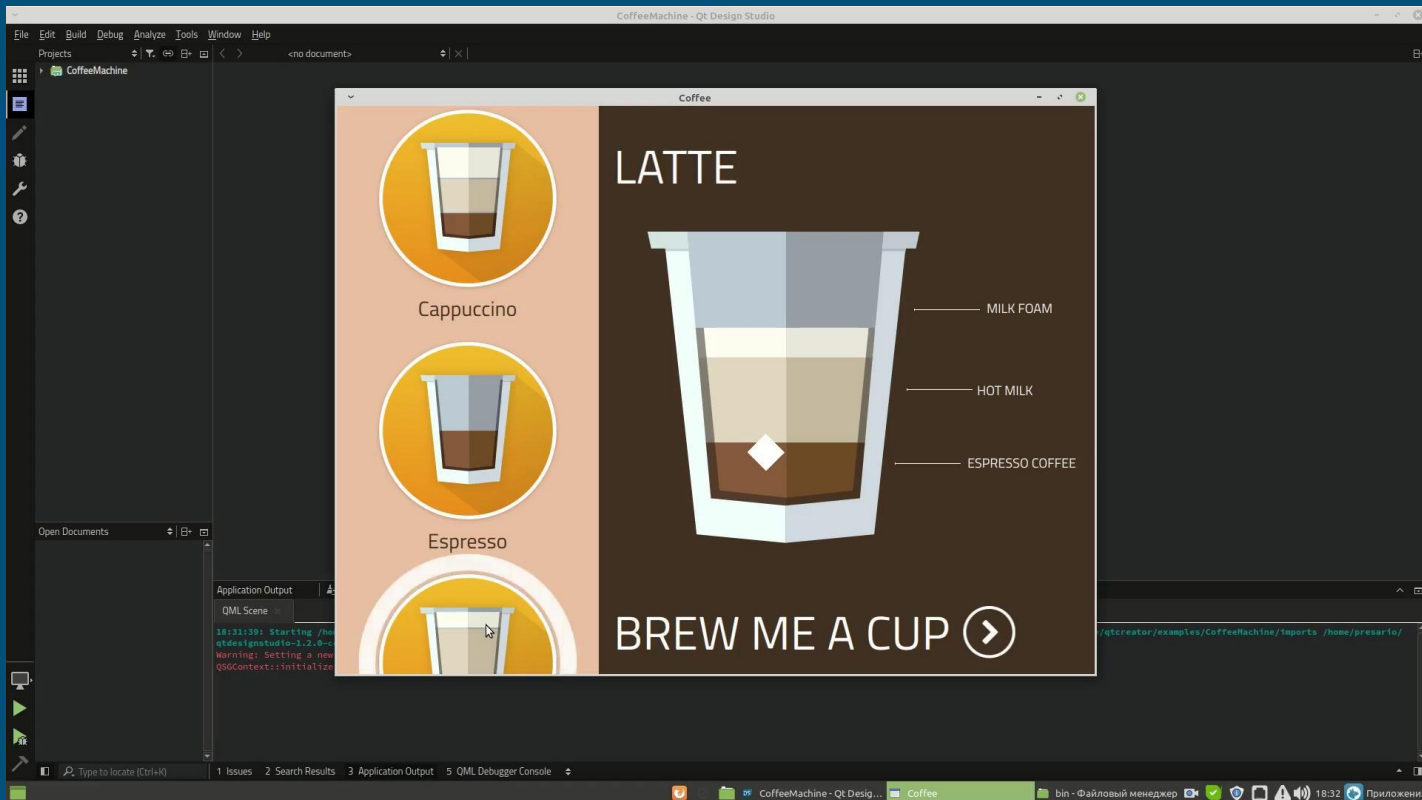 CoffeeMachine - Qt Design Studio
File Edit Build Debug Analyze Tools Window Help
Projects
<no document>
CoffeeMachine
Coffee
Cappuccino
Espresso
LATTE
MILK FOAM
HOT MILK
ESPRESSO COFFEE
BREW ME A CUP
Open Documents
Application Output
QML Scene
18:31:39: Starting /ho
y/qtcreator/examples/CoffeeMachine/imports /home/presario/
qtdesignstudio-1.2.0-c
Warning: Setting a new
QSGContext::initialize
Type to locate (Ctrl+K)
1 Issues 2 Search Results 3 Application Output 5 QML Debugger Console
CoffeeMachine - Qt Desig... Coffee bin - Файловый менеджер 18:32 Приложени